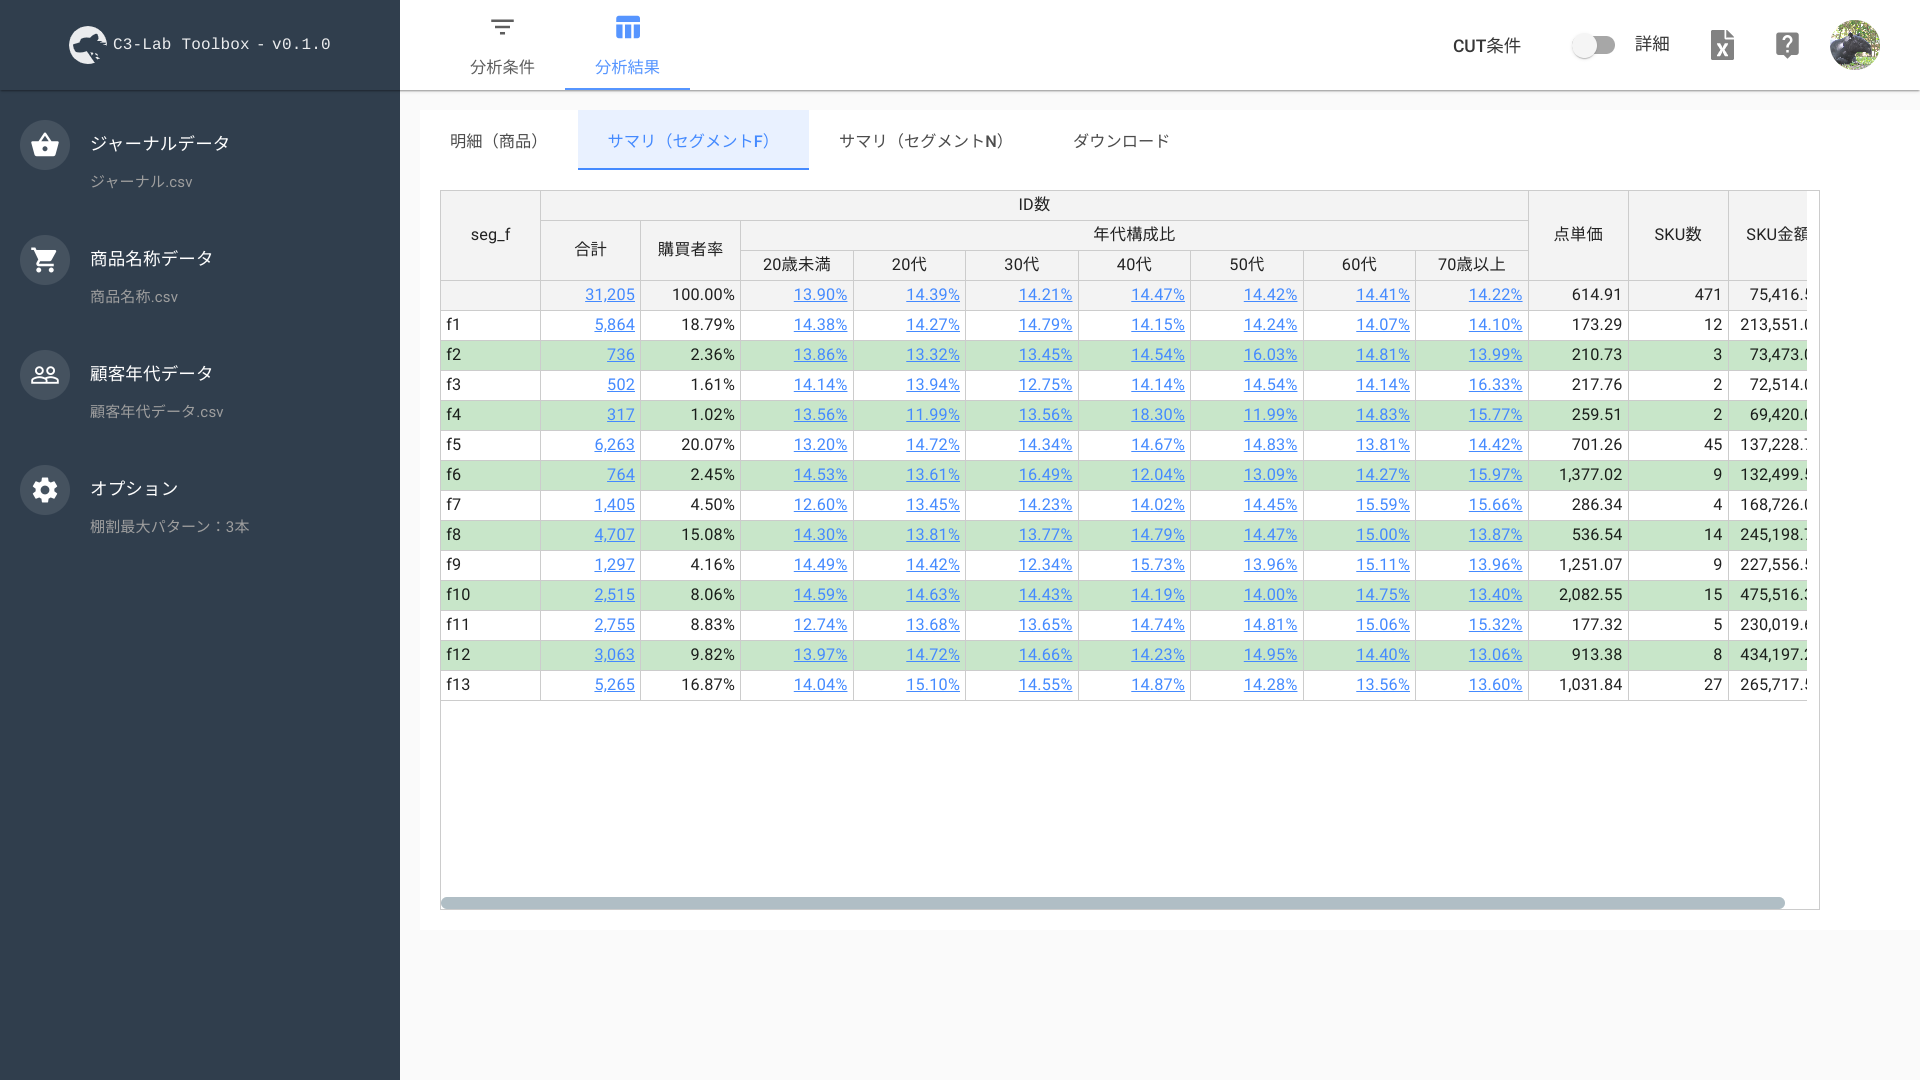 C3-Lab Toolbox - v0.1.0
ジャーナルデータ
ジャーナル.csv
商品名称データ
商品名称.csv
顧客年代データ
顧客年代データ.csv
オプション
棚割最大パターン：3本
分析条件 分析結果 CUT条件 詳細
明細（商品） サマリ（セグメントF） サマリ（セグメントN） ダウンロード
seg_f ID数 点単価 SKU数 SKU金額
合計 購買者率 年代構成比
20歳未満 20代 30代 40代 50代 60代 70歳以上
31,205 100.00% 13.90% 14.39% 14.21% 14.47% 14.42% 14.41% 14.22% 614.91 471 75,416.
f1 5,864 18.79% 14.38% 14.27% 14.79% 14.15% 14.24% 14.07% 14.10% 173.29 12 213,551.
f2 736 2.36% 13.86% 13.32% 13.45% 14.54% 16.03% 14.81% 13.99% 210.73 3 73,473.
f3 502 1.61% 14.14% 13.94% 12.75% 14.14% 14.54% 14.14% 16.33% 217.76 2 72,514.
f4 317 1.02% 13.56% 11.99% 13.56% 18.30% 11.99% 14.83% 15.77% 259.51 2 69,420.
f5 6,263 20.07% 13.20% 14.72% 14.34% 14.67% 14.83% 13.81% 14.42% 701.26 45 137,228.
f6 764 2.45% 14.53% 13.61% 16.49% 12.04% 13.09% 14.27% 15.97% 1,377.02 9 132,499.
f7 1,405 4.50% 12.60% 13.45% 14.23% 14.02% 14.45% 15.59% 15.66% 286.34 4 168,726.
f8 4,707 15.08% 14.30% 13.81% 13.77% 14.79% 14.47% 15.00% 13.87% 536.54 14 245,198.
f9 1,297 4.16% 14.49% 14.42% 12.34% 15.73% 13.96% 15.11% 13.96% 1,251.07 9 227,556.
f10 2,515 8.06% 14.59% 14.63% 14.43% 14.19% 14.00% 14.75% 13.40% 2,082.55 15 475,516.
f11 2,755 8.83% 12.74% 13.68% 13.65% 14.74% 14.81% 15.06% 15.32% 177.32 5 230,019.
f12 3,063 9.82% 13.97% 14.72% 14.66% 14.23% 14.95% 14.40% 13.06% 913.38 8 434,197.
f13 5,265 16.87% 14.04% 15.10% 14.55% 14.87% 14.28% 13.56% 13.60% 1,031.84 27 265,717.